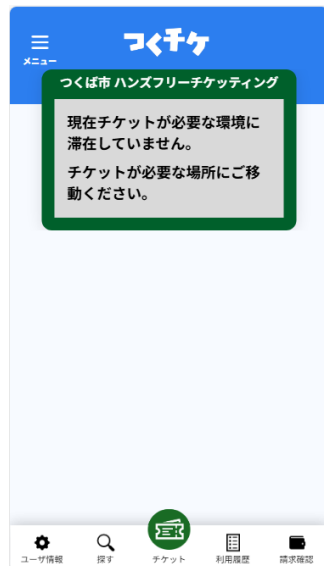 つくチケ
メニュー
つくば市 ハンズフリーチケッティング
現在チケットが必要な環境に
滞在していません。
チケットが必要な場所にご移
動ください。
ユーザ情報
探す
チケット
利用履歴
請求確認